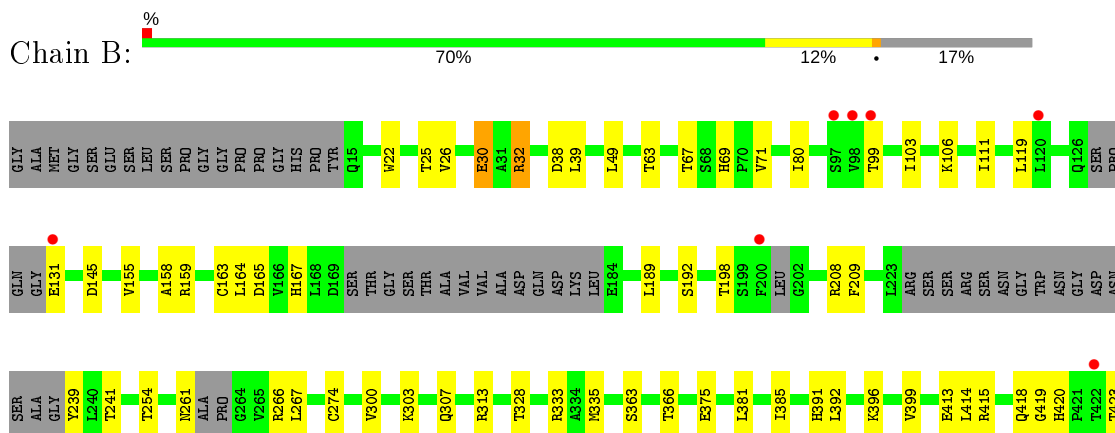 %
Chain B:
70% 12% • 17%
GLY ALA MET GLY SER GLU SER LEU SER PRO GLY GLY PRO PRO GLY HIS PRO TYR Q15 W22 T25 V26 E30 A31 R32 D38 L39 L49 T63 T67 S68 H69 P70 V71 I80 S97 V98 T99 I103 K106 I111 L119 L120 Q126 SER PRO
GLN GLY E131 D145 V155 A158 R159 C163 L164 D165 V166 H167 L168 D169 SER THR GLY SER THR THR ALA VAL VAL ALA ASP GLN ASP LYS LEU E184 L189 S192 T198 S199 F200 LEU G202 R208 F209 L223 ARG SER SER ARG SER ASN GLY TRP ASN GLY ASP ASN
SER ALA GLY Y239 L240 T241 T254 N261 ALA PRO G264 V265 R266 L267 C274 V300 K303 Q307 R313 T328 R333 A334 M335 S363 T366 E375 L381 I385 H391 L392 K396 V399 E413 L414 R415 Q418 G419 H420 P421 T422